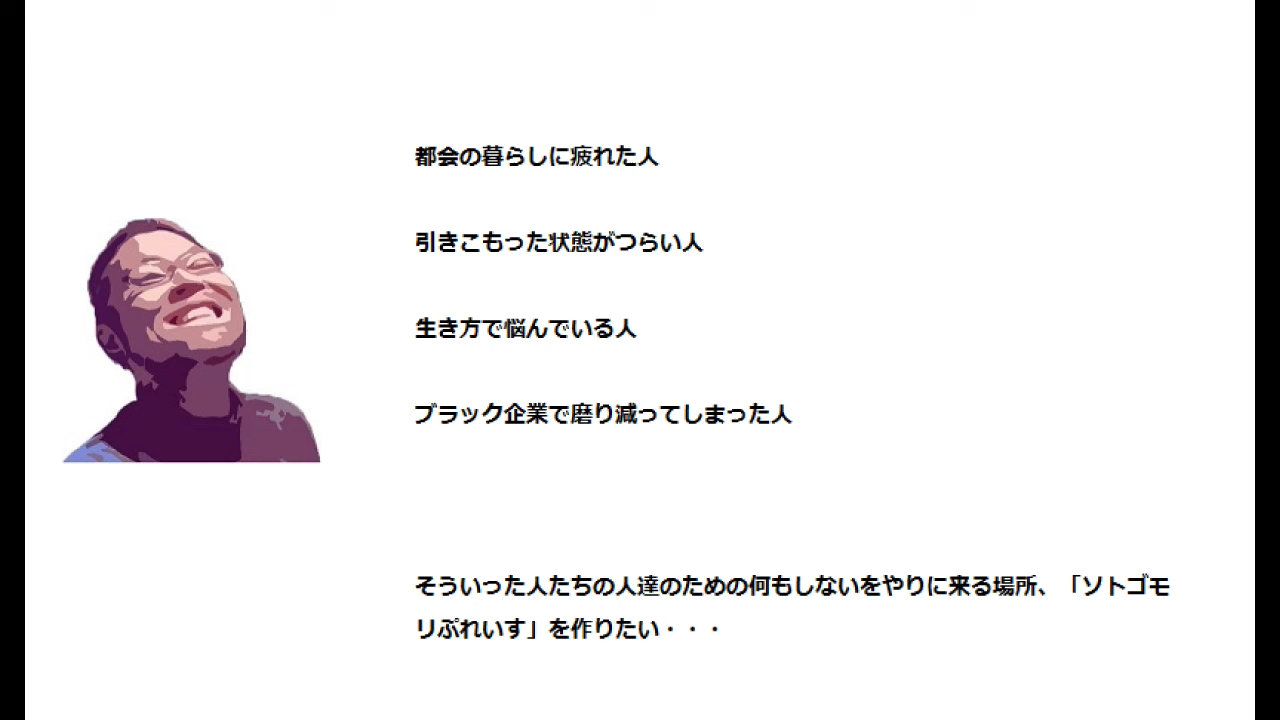 都会の暮らしに疲れた人
引きこもった状態がつらい人
生き方で悩んでいる人
ブラック企業で磨り減ってしまった人
そういった人たちの人達のための何もしないをやりに来る場所、「ソトゴモ
リぷれいす」を作りたい・・・